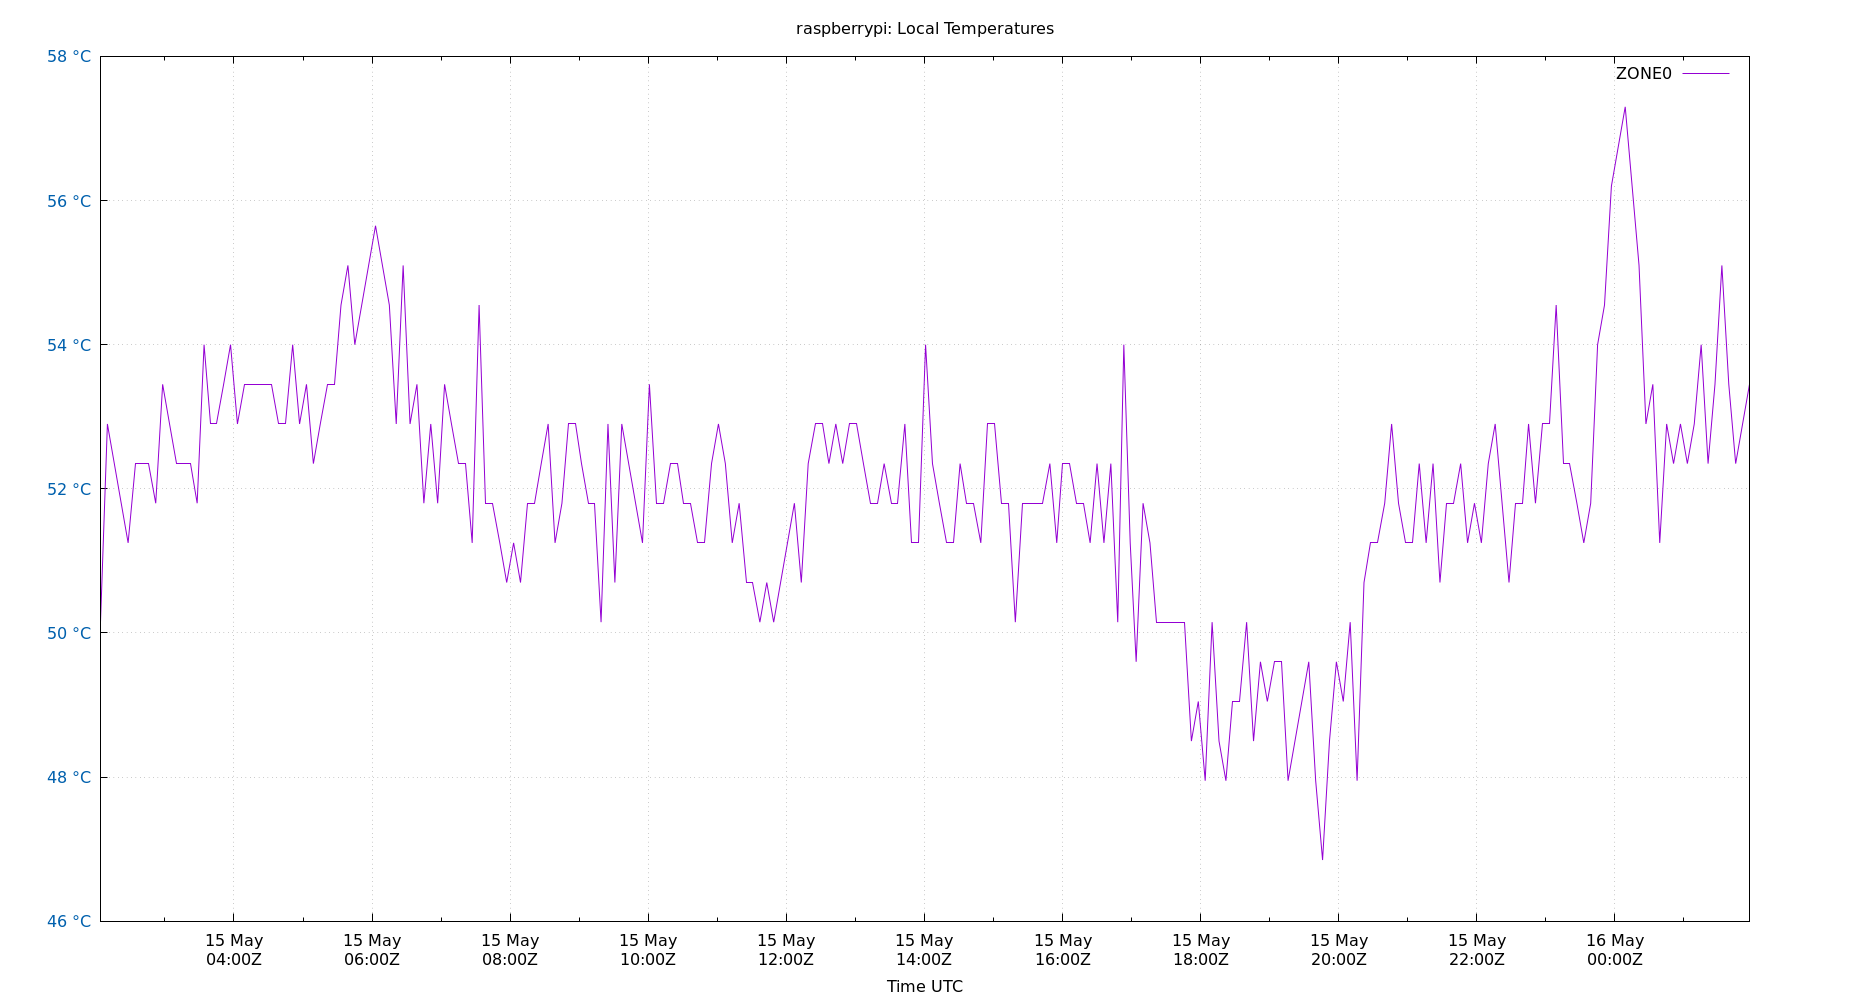 raspberrypi: Local Temperatures
58 °C
ZONE0
56 °C
54 °C
52 °C
50 °C
48 °C
46 °C
15 May 15 May 15 May 15 May 15 May 15 May 15 May 15 May 15 May 15 May 16 May
04:00Z 06:00Z 08:00Z 10:00Z 12:00Z 14:00Z 16:00Z 18:00Z 20:00Z 22:00Z 00:00Z
Time UTC